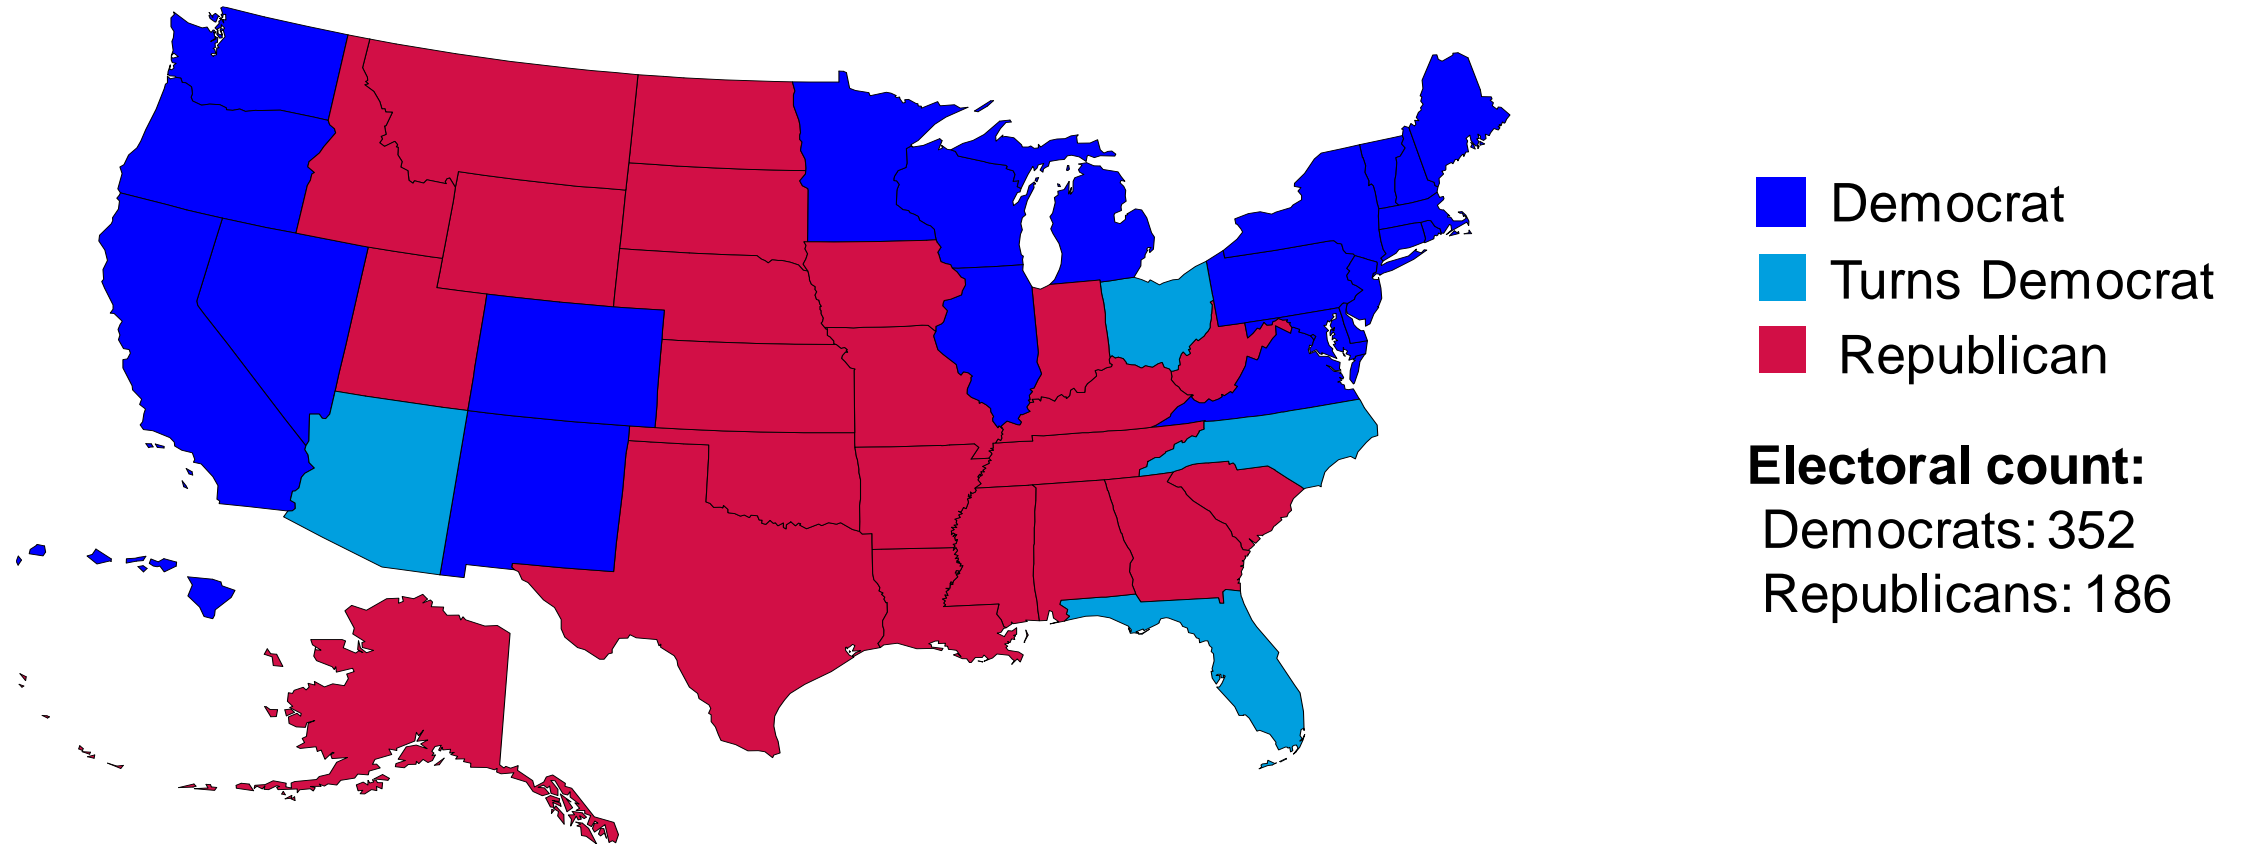 Democrat
Turns Democrat
Republican
Electoral count:
Democrats: 352
Republicans: 186